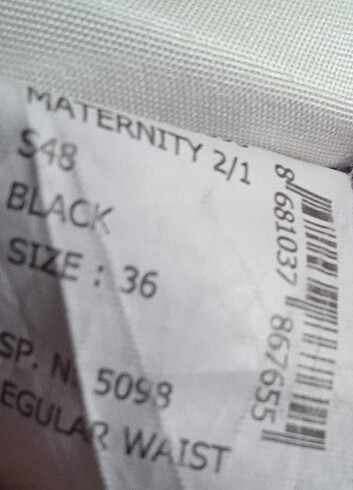 MATERNITY 2/1
S48
BLACK
SIZE : 36
SP. N. 5098
EGULAR WAIST
8 681037 867655